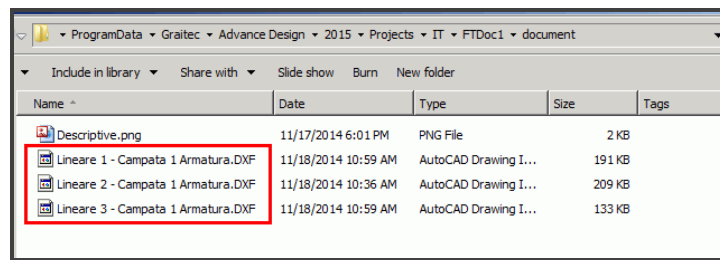 ProgramData Graitec Advance Design 2015 Projects IT FTDoc1 document
Include in library Share with Slide show Burn New folder
Name Date Type Size Tags
Descriptive.png 11/17/2014 6:01 PM PNG File 2 KB
Lineare 1 - Campata 1 Armatura.DXF 11/18/2014 10:59 AM AutoCAD Drawing I... 191 KB
Lineare 2 - Campata 1 Armatura.DXF 11/18/2014 10:36 AM AutoCAD Drawing I... 209 KB
Lineare 3 - Campata 1 Armatura.DXF 11/18/2014 10:59 AM AutoCAD Drawing I... 133 KB